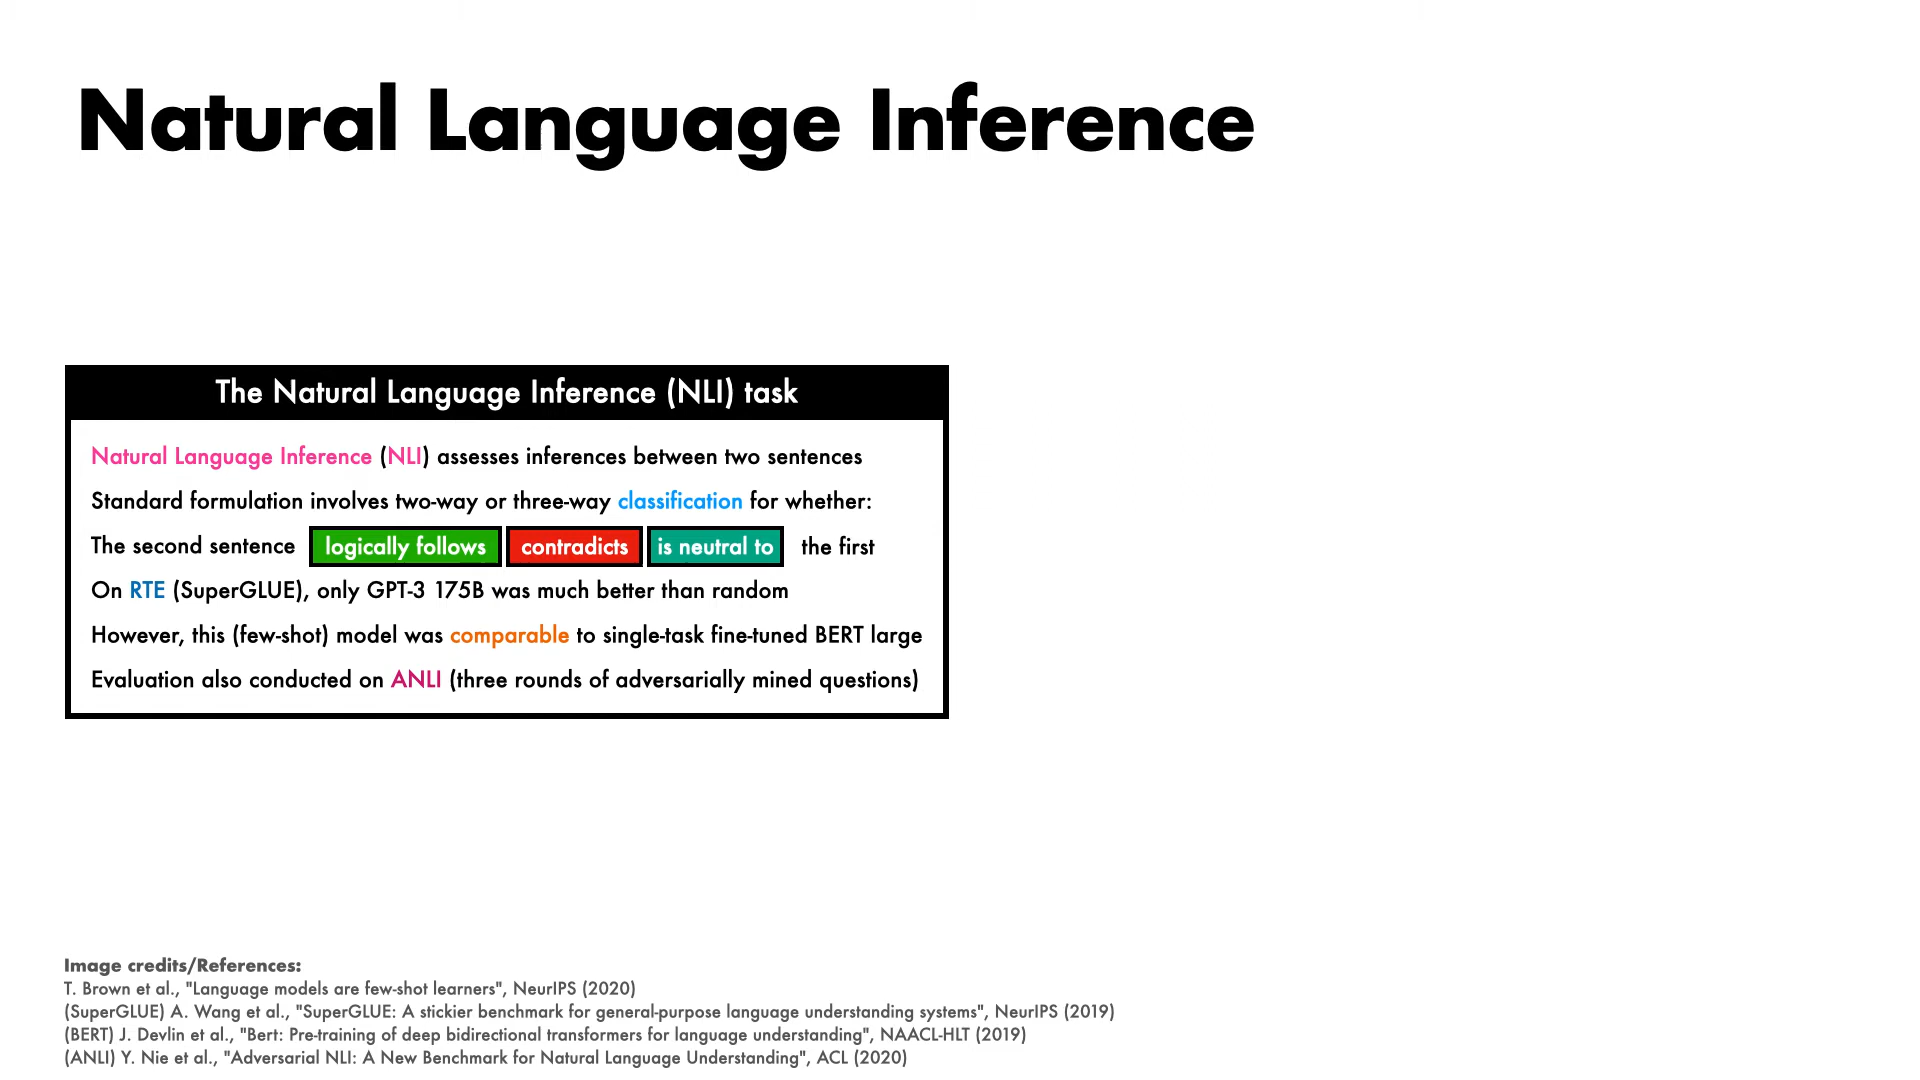 Natural Language Inference
The Natural Language Inference (NLI) task
Natural Language Inference (NLI) assesses inferences between two sentences
Standard formulation involves two-way or three-way classification for whether:
The second sentence logically follows contradicts is neutral to the first
On RTE (SuperGLUE), only GPT-3 175B was much better than random
However, this (few-shot) model was comparable to single-task fine-tuned BERT large
Evaluation also conducted on ANLI (three rounds of adversarially mined questions)
Image credits/References:
T. Brown et al., "Language models are few-shot learners", NeurIPS (2020)
(SuperGLUE) A. Wang et al., "SuperGLUE: A stickier benchmark for general-purpose language understanding systems", NeurIPS (2019)
(BERT) J. Devlin et al., "Bert: Pre-training of deep bidirectional transformers for language understanding", NAACL-HLT (2019)
(ANLI) Y. Nie et al., "Adversarial NLI: A New Benchmark for Natural Language Understanding", ACL (2020)